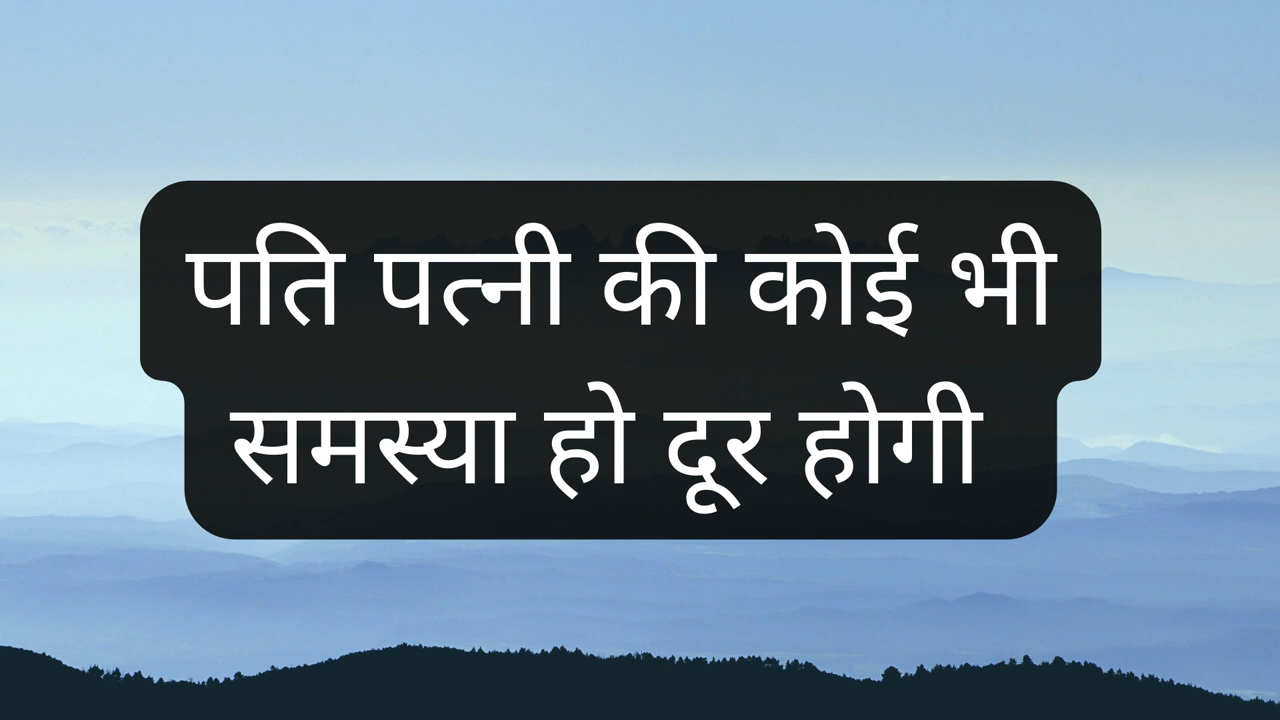 पति पत्नी की कोई भी
समस्या हो दूर होगी